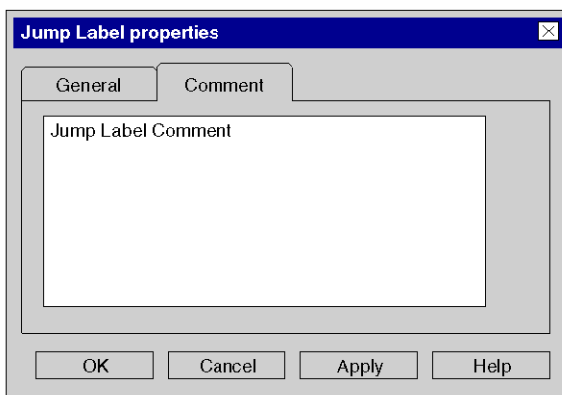 Jump Label properties
General Comment
Jump Label Comment
OK Cancel Apply Help